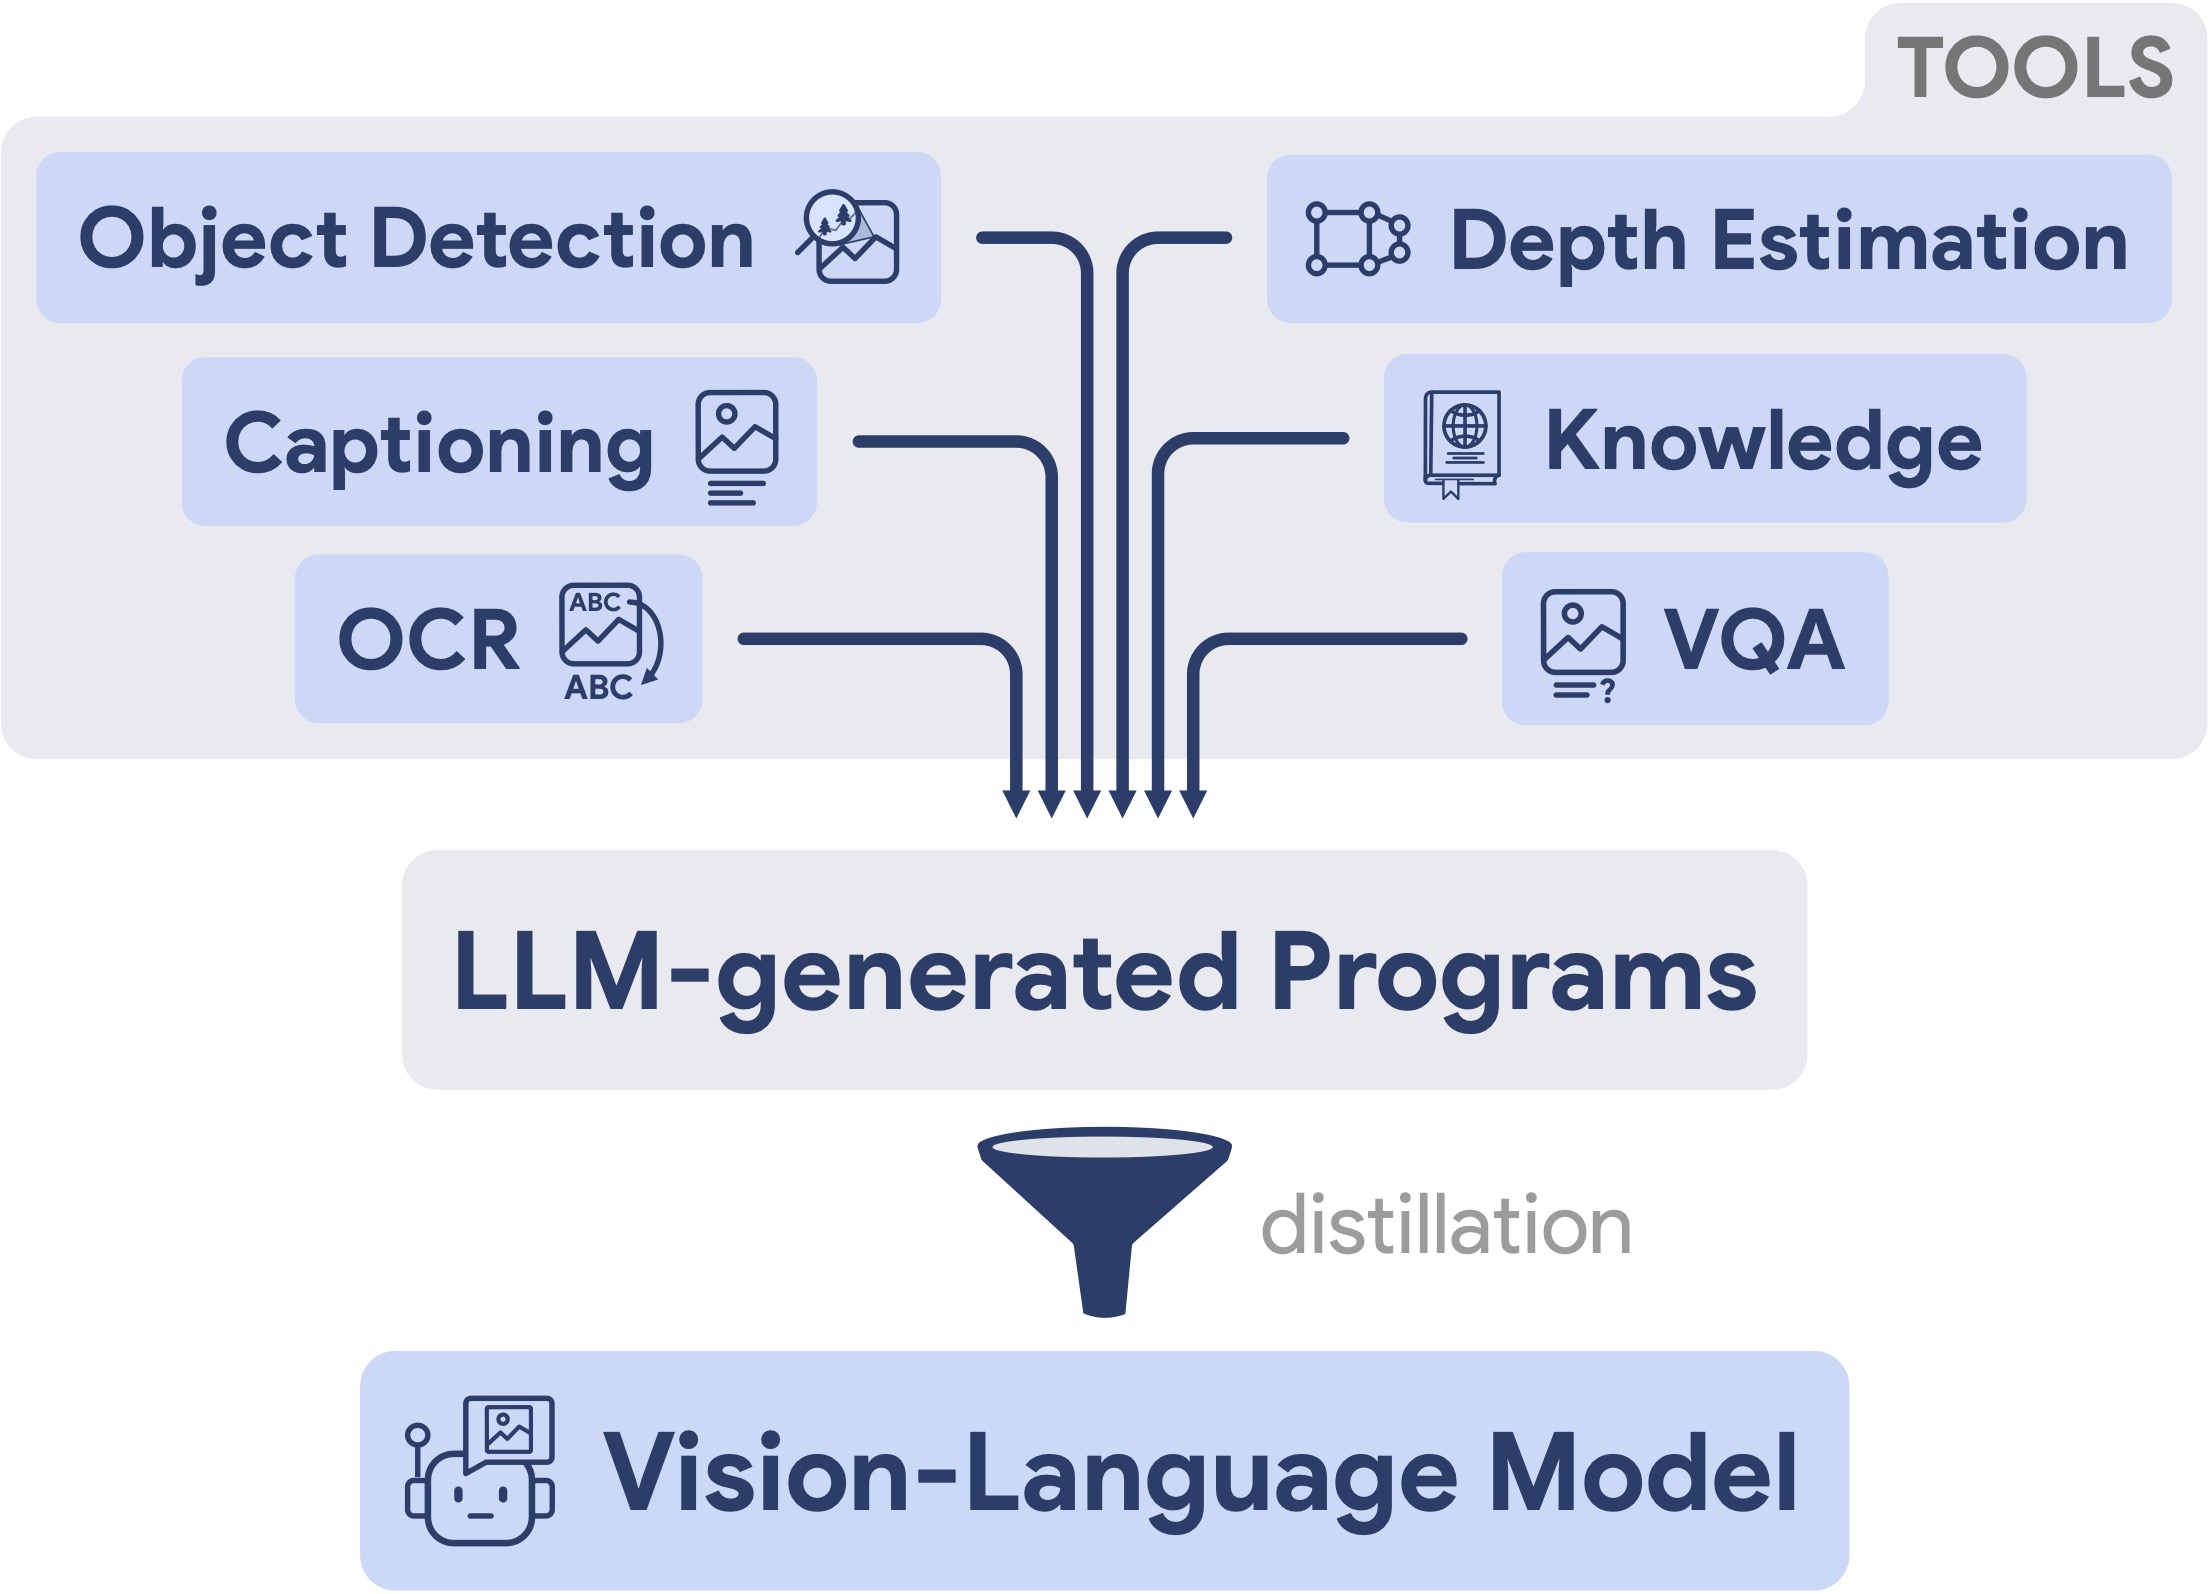 TOOLS
Object Detection
Depth Estimation
Captioning
Knowledge
OCR
ABC
ABC
?
VQA
LLM-generated Programs
distillation
Vision-Language Model